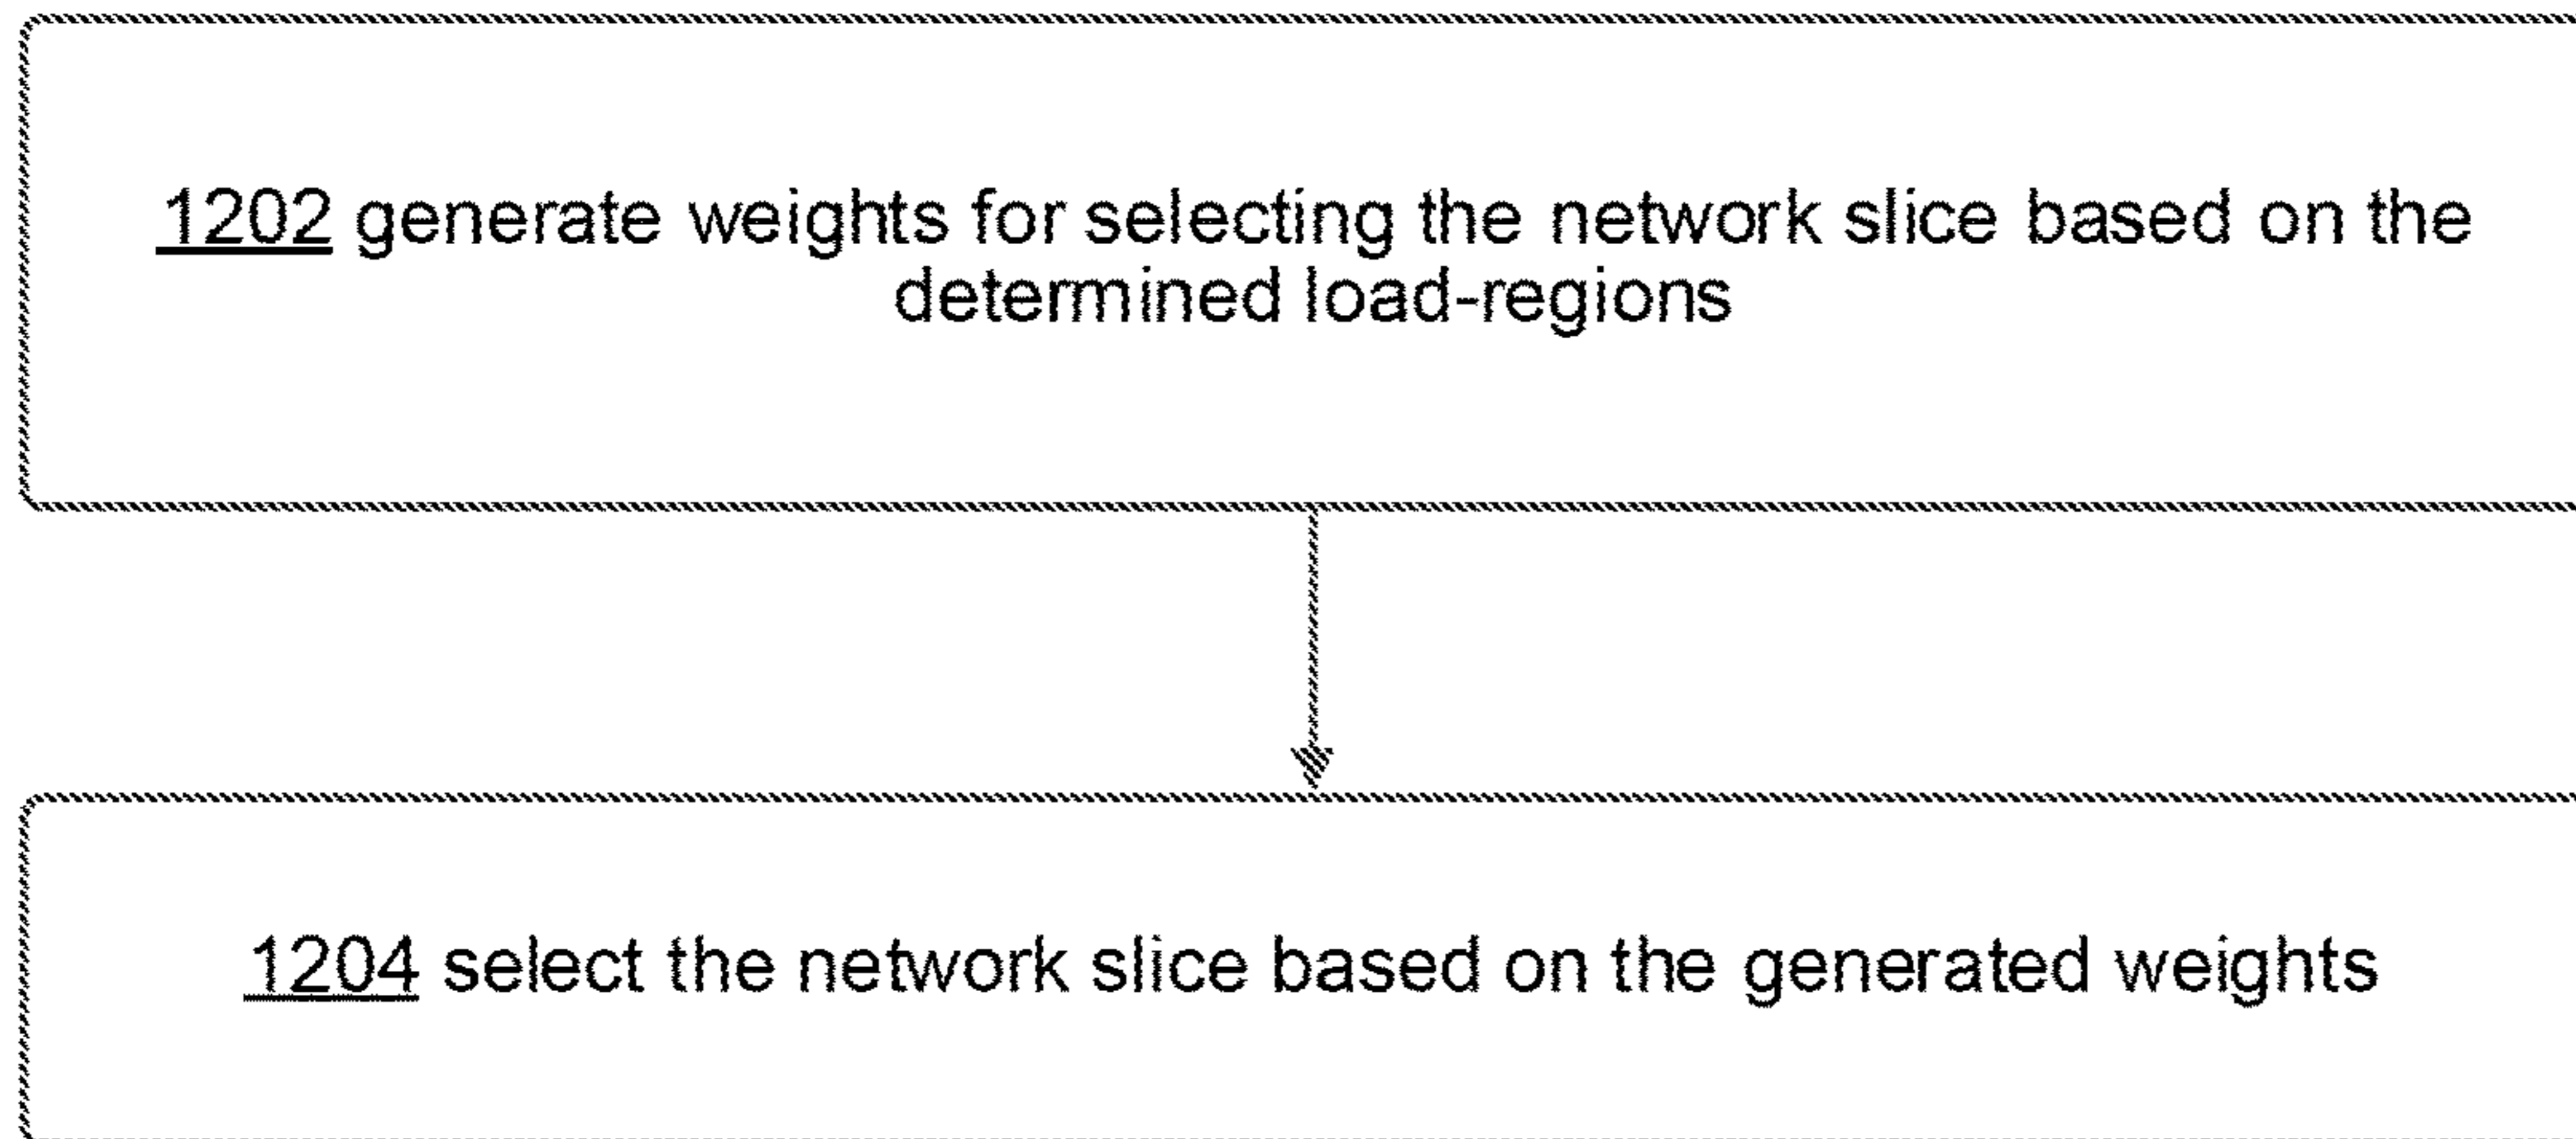 1202 generate weights for selecting the network slice based on the
determined load-regions
1204 select the network slice based on the generated weights